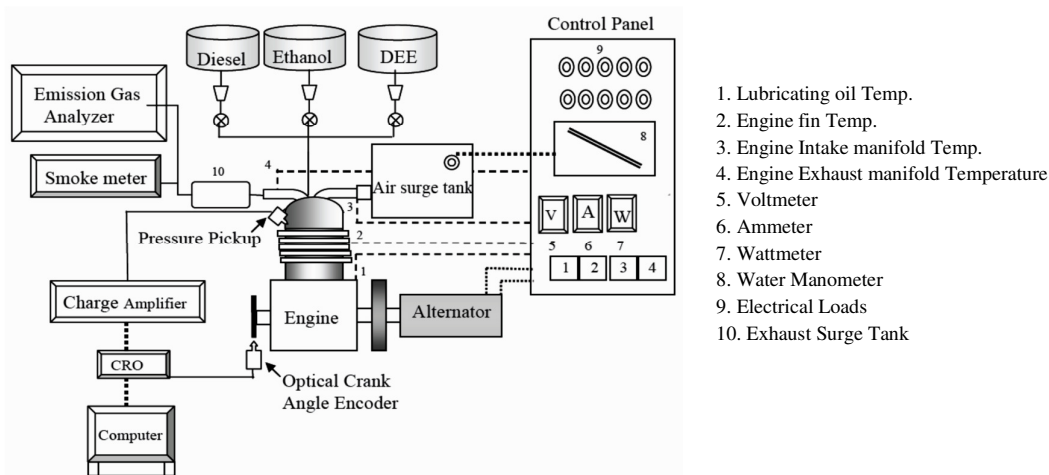 Control Panel
Diesel
Ethanol
DEE
9
Emission Gas
Analyzer
8
10
4
Smoke meter
Air surge tank
3
V
A
W
Pressure Pickup
2
5
6
7
1
1
2
3
4
Charge Amplifier
Engine
Alternator
CRO
Optical Crank
Angle Encoder
Computer
1. Lubricating oil Temp.
2. Engine fin Temp.
3. Engine Intake manifold Temp.
4. Engine Exhaust manifold Temperature
5. Voltmeter
6. Ammeter
7. Wattmeter
8. Water Manometer
9. Electrical Loads
10. Exhaust Surge Tank